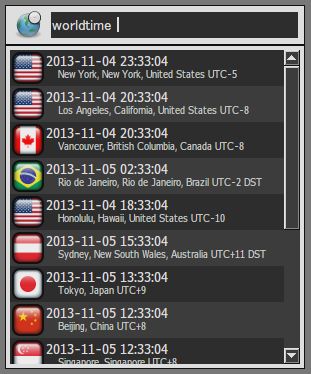 worldtime
2013-11-04 23:33:04
New York, New York, United States UTC-5
2013-11-04 20:33:04
Los Angeles, California, United States UTC-8
2013-11-04 20:33:04
Vancouver, British Columbia, Canada UTC-8
2013-11-05 02:33:04
Rio de Janeiro, Rio de Janeiro, Brazil UTC-2 DST
2013-11-04 18:33:04
Honolulu, Hawaii, United States UTC-10
2013-11-05 15:33:04
Sydney, New South Wales, Australia UTC+11 DST
2013-11-05 13:33:04
Tokyo, Japan UTC+9
2013-11-05 12:33:04
Beijing, China UTC+8
2013-11-05 12:33:04
Singapore, Singapore UTC+8